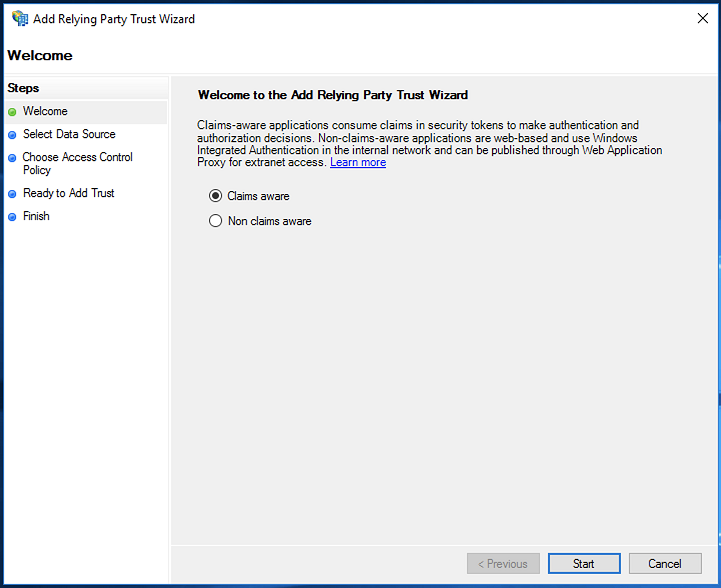 Add Relying Party Trust Wizard
Welcome
Steps
Welcome
Select Data Source
Choose Access Control
Policy
Ready to Add Trust
Finish
Welcome to the Add Relying Party Trust Wizard
Claims-aware applications consume claims in security tokens to make authentication and
authorization decisions. Non-claims-aware applications are web-based and use Windows
Integrated Authentication in the internal network and can be published through Web Application
Proxy for extranet access. Learn more
Claims aware
Non claims aware
< Previous
Start
Cancel